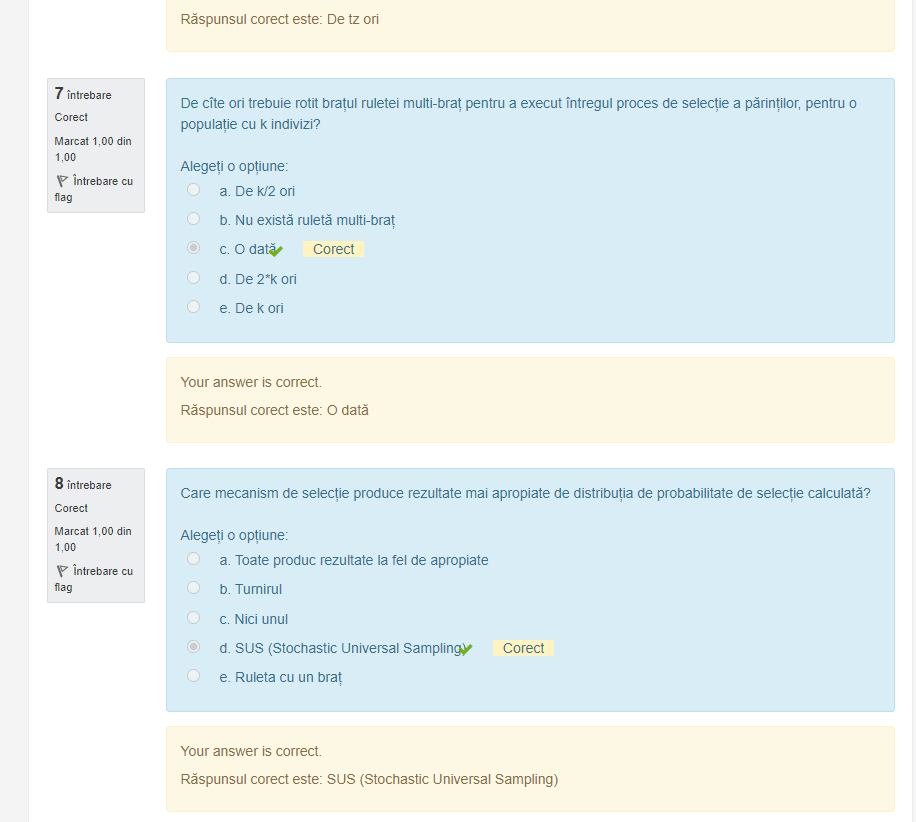 Răspunsul corect este: De tz ori
7 întrebare
Corect
Marcat 1,00 din
1,00
Întrebare cu
flag
De cîte ori trebuie rotit brațul ruletei multi-braț pentru a execut întregul proces de selecție a părinților, pentru o
populație cu k indivizi?
Alegeți o opțiune:
a. De k/2 ori
b. Nu există ruletă multi-braț
c. O dată Corect
d. De 2*k ori
e. De k ori
Your answer is correct.
Răspunsul corect este: O dată
8 întrebare
Corect
Marcat 1,00 din
1,00
Întrebare cu
flag
Care mecanism de selecție produce rezultate mai apropiate de distribuția de probabilitate de selecție calculată?
Alegeți o opțiune:
a. Toate produc rezultate la fel de apropiate
b. Turnirul
c. Nici unul
d. SUS (Stochastic Universal Sampling) Corect
e. Ruleta cu un braț
Your answer is correct.
Răspunsul corect este: SUS (Stochastic Universal Sampling)